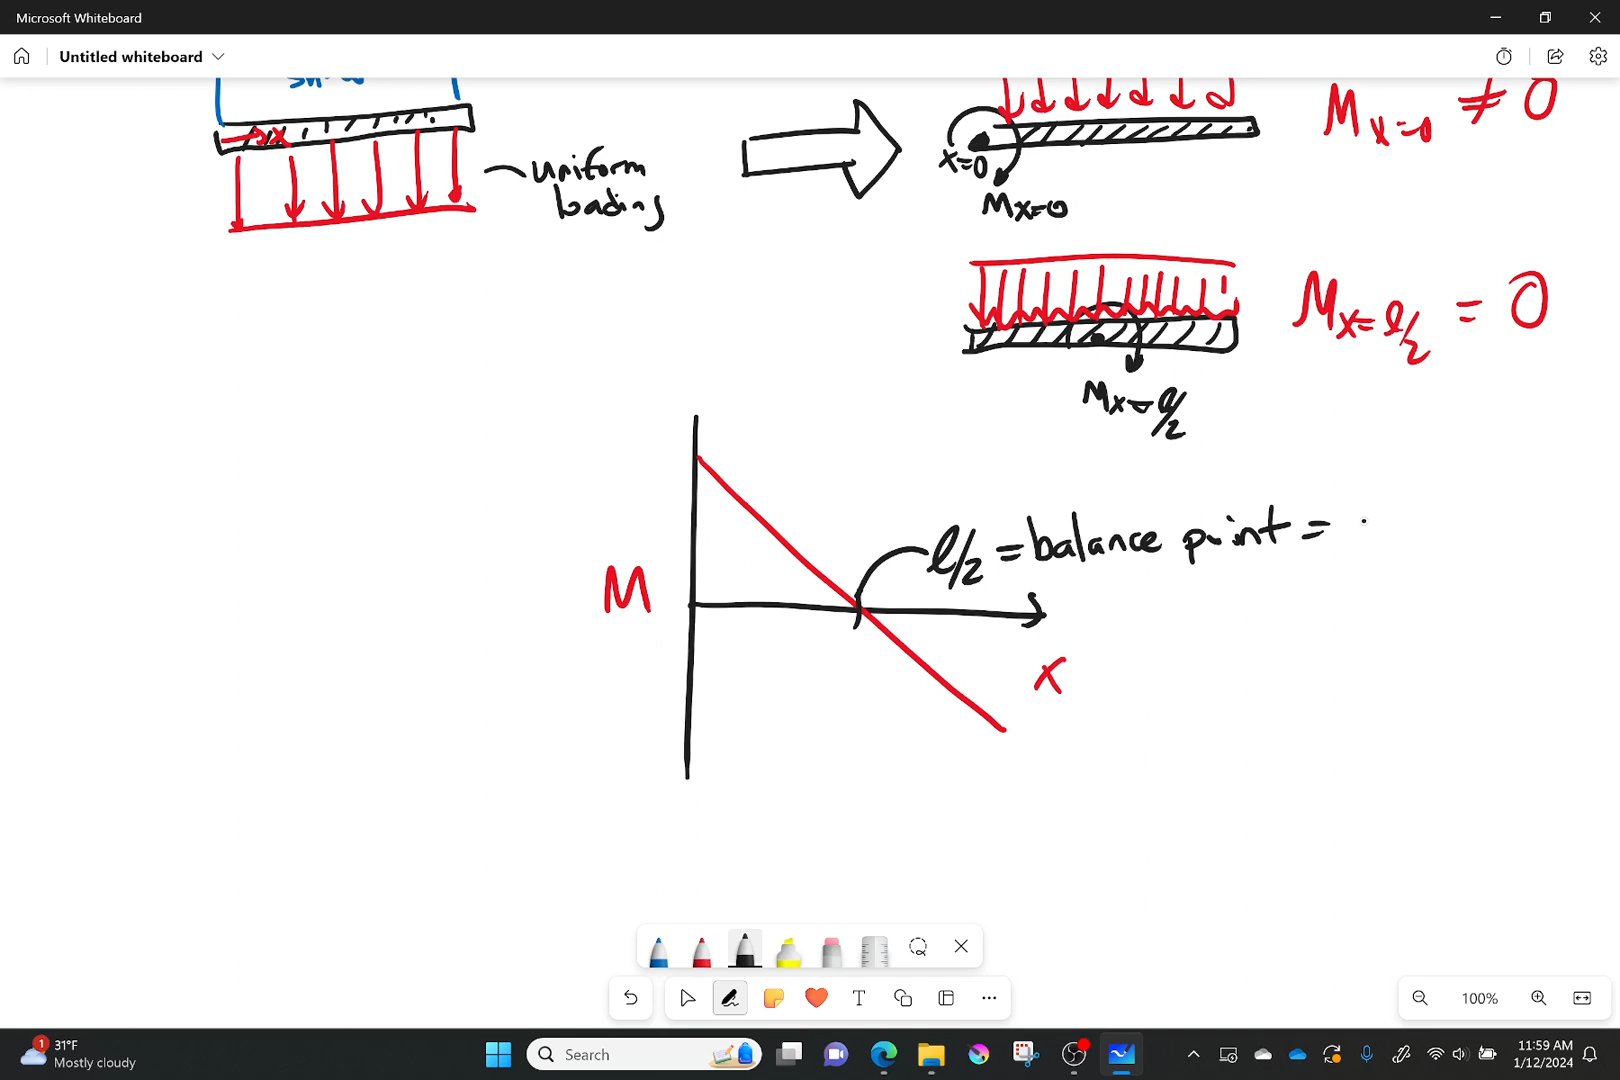 Microsoft Whiteboard
Untitled whiteboard
x
uniform
loading
x=0
Mx=0
Mx=0 ≠ 0
Mx=l/2 = 0
Mx=l/2
l/2 = balance point =
M
x
100%
1
31°F
Mostly cloudy
Search
11:59 AM
1/12/2024